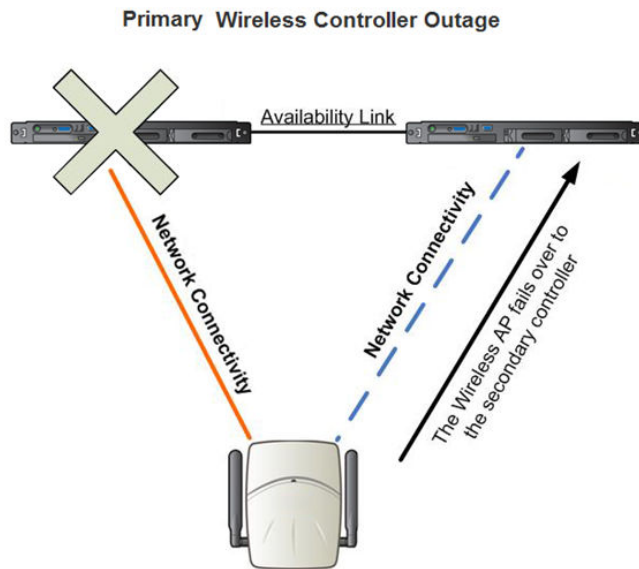 Primary Wireless Controller Outage
Availability Link
Network Connectivity
Network Connectivity
The Wireless AP fails over to
the secondary controller